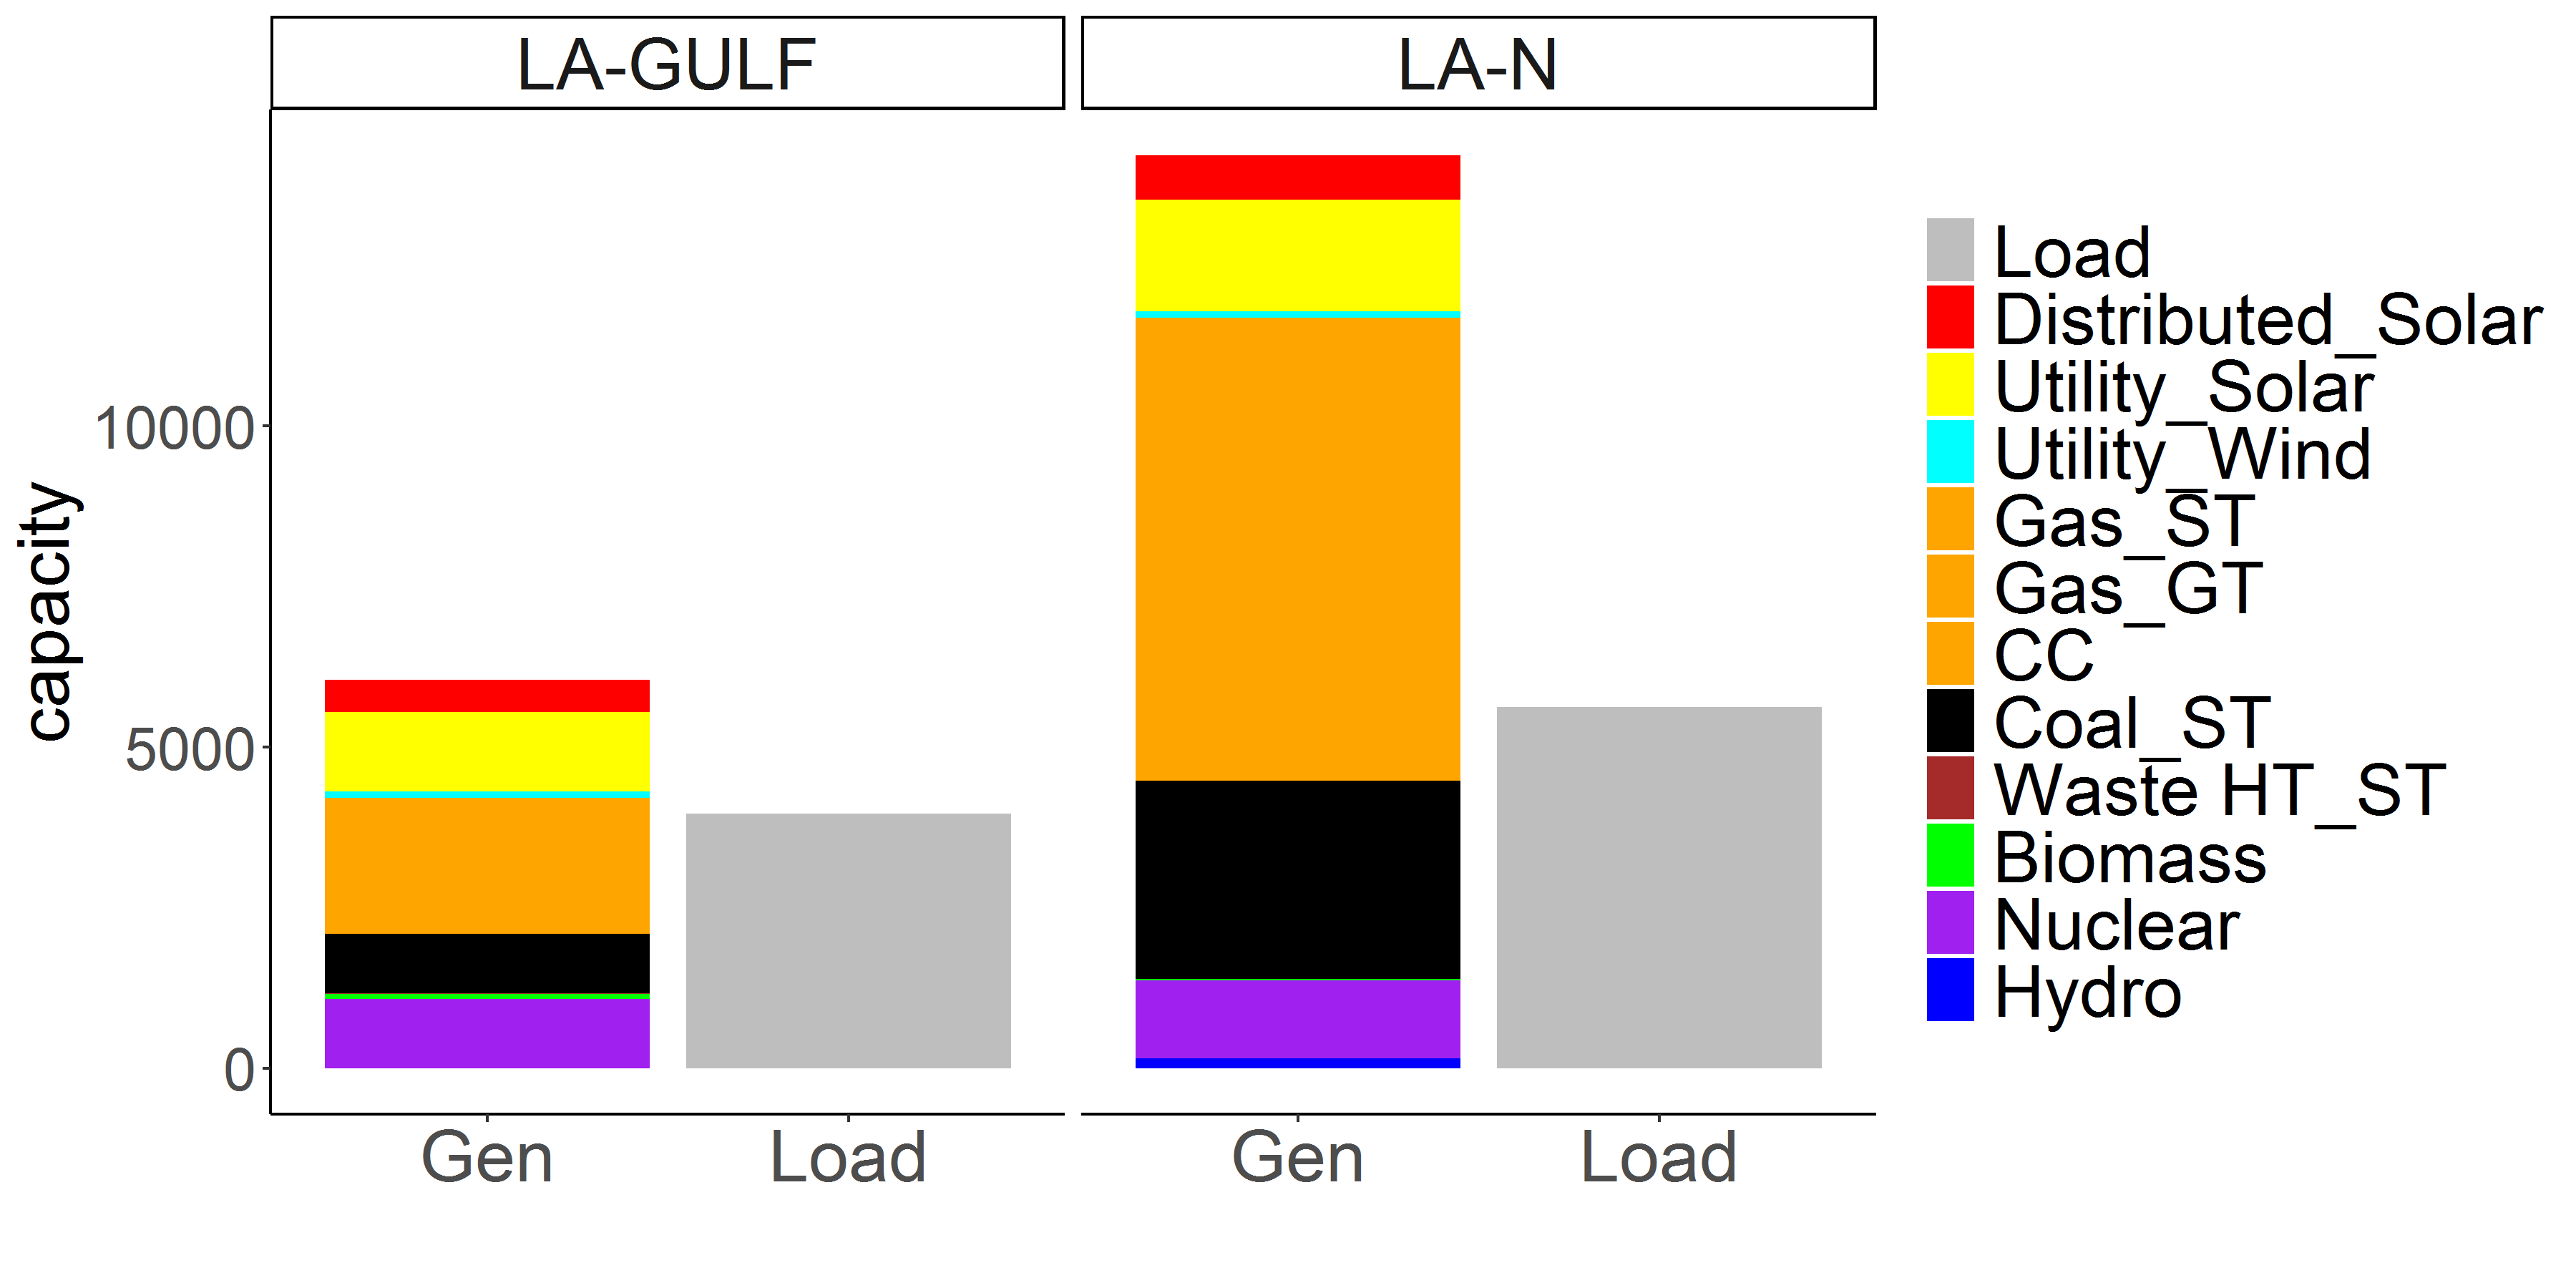 LA-GULF
LA-N
capacity
10000
5000
0
Gen
Load
Gen
Load
Load
Distributed_Solar
Utility_Solar
Utility_Wind
Gas_ST
Gas_GT
CC
Coal_ST
Waste HT_ST
Biomass
Nuclear
Hydro